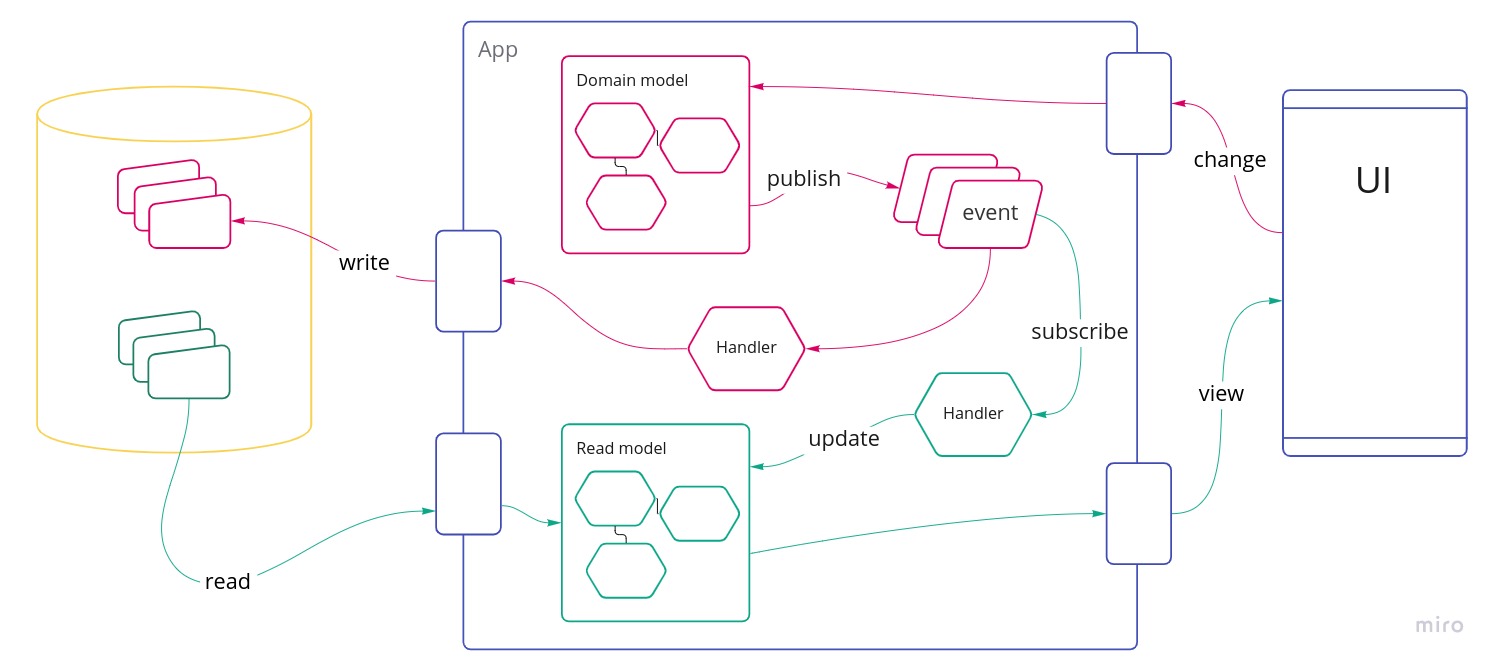 App
Domain model
change
publish
UI
event
write
Handler
subscribe
view
Handler
update
Read model
read
miro